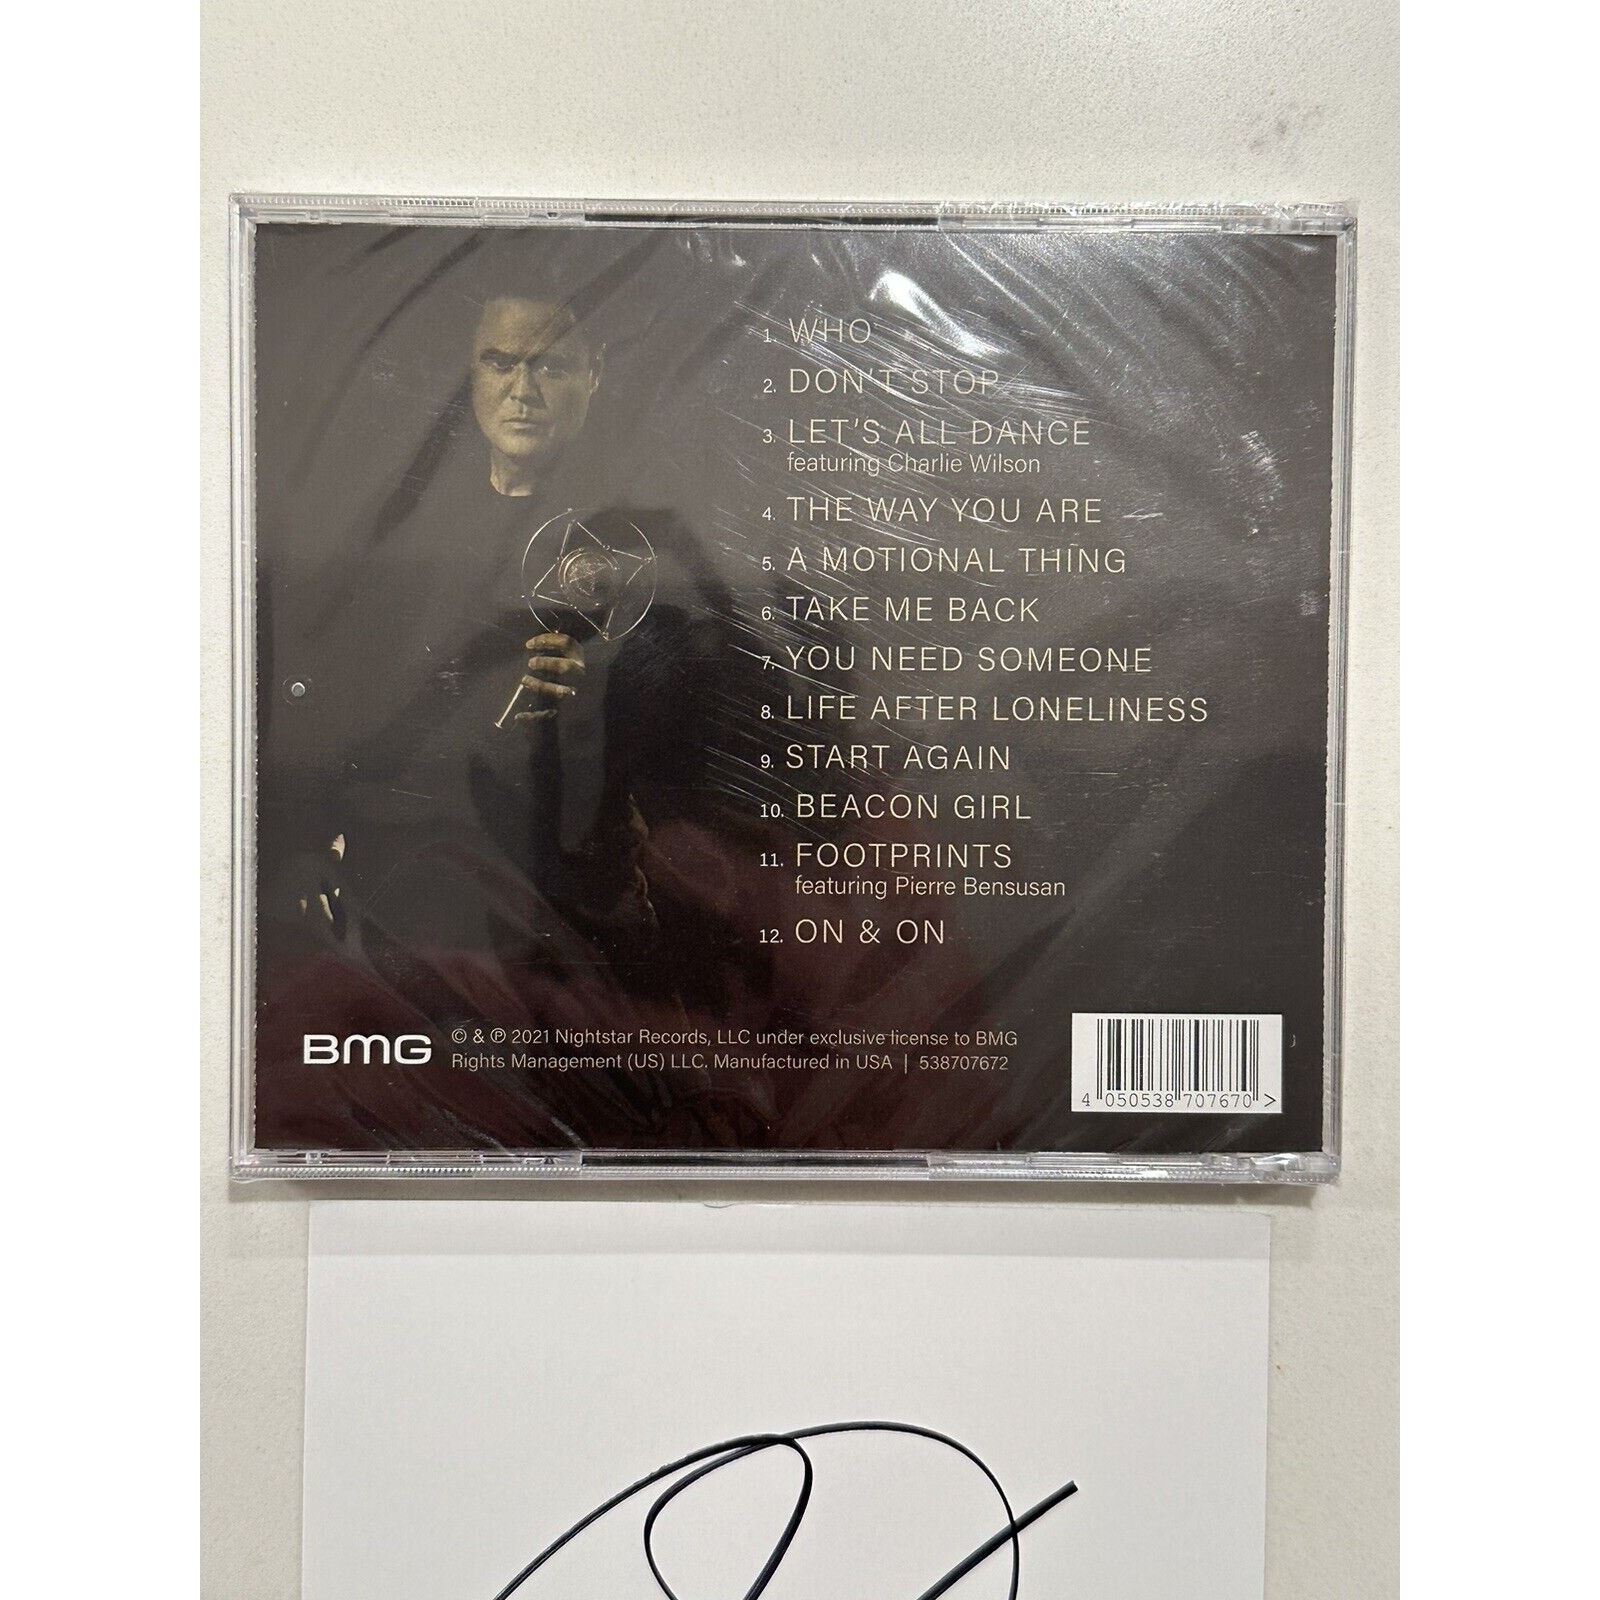 1. WHO
2. DON'T STOP
3. LET'S ALL DANCE
featuring Charlie Wilson
4. THE WAY YOU ARE
5. A MOTIONAL THING
6. TAKE ME BACK
7. YOU NEED SOMEONE
8. LIFE AFTER LONELINESS
9. START AGAIN
10. BEACON GIRL
11. FOOTPRINTS
featuring Pierre Bensusan
12. ON & ON
BMG
© & ℗ 2021 Nightstar Records, LLC under exclusive license to BMG
Rights Management (US) LLC. Manufactured in USA | 538707672
4 050538 707670 >